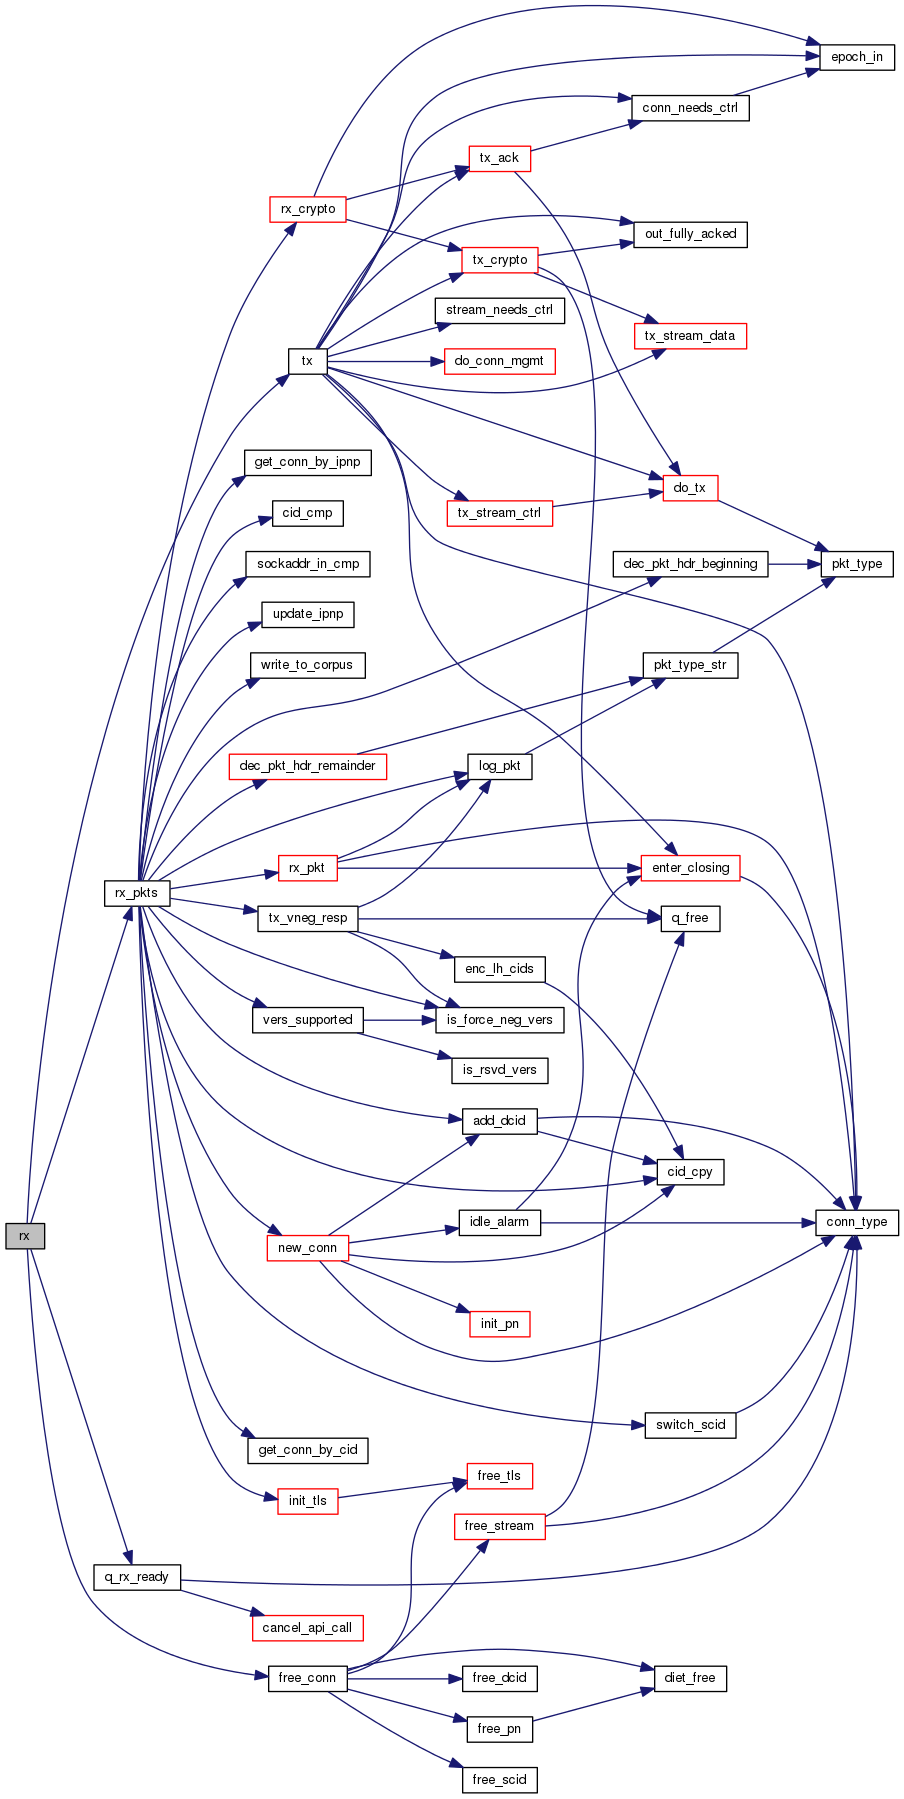 epoch_in
conn_needs_ctrl
tx_ack
rx_crypto
out_fully_acked
tx_crypto
stream_needs_ctrl
tx_stream_data
tx
do_conn_mgmt
get_conn_by_ipnp
do_tx
cid_cmp
tx_stream_ctrl
sockaddr_in_cmp
dec_pkt_hdr_beginning
pkt_type
update_ipnp
write_to_corpus
pkt_type_str
dec_pkt_hdr_remainder
log_pkt
rx_pkt
enter_closing
rx_pkts
tx_vneg_resp
q_free
enc_lh_cids
vers_supported
is_force_neg_vers
is_rsvd_vers
add_dcid
cid_cpy
idle_alarm
conn_type
rx
new_conn
init_pn
switch_scid
get_conn_by_cid
free_tls
init_tls
free_stream
q_rx_ready
cancel_api_call
free_conn
free_dcid
diet_free
free_pn
free_scid